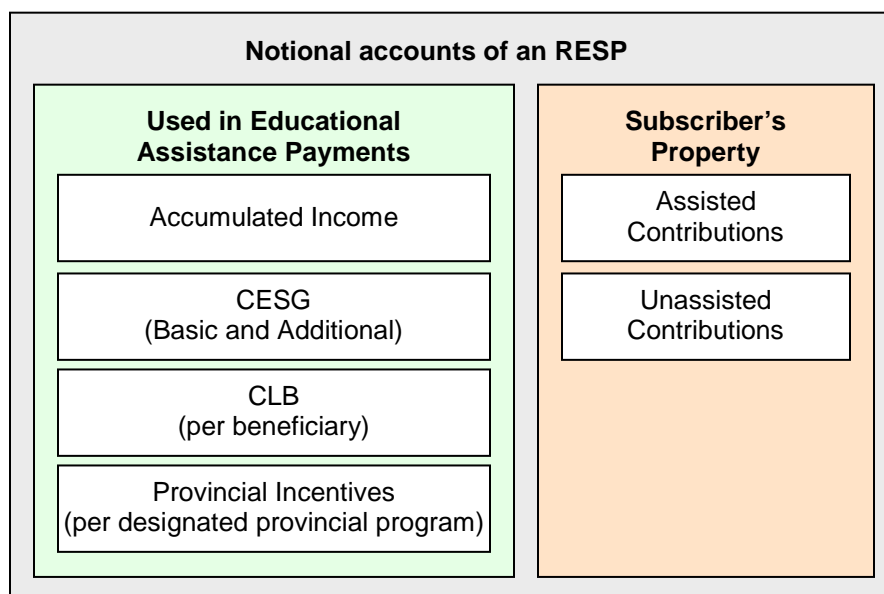 Notional accounts of an RESP
Used in Educational
Assistance Payments
Accumulated Income
CESG
(Basic and Additional)
CLB
(per beneficiary)
Provincial Incentives
(per designated provincial program)
Subscriber’s
Property
Assisted
Contributions
Unassisted
Contributions